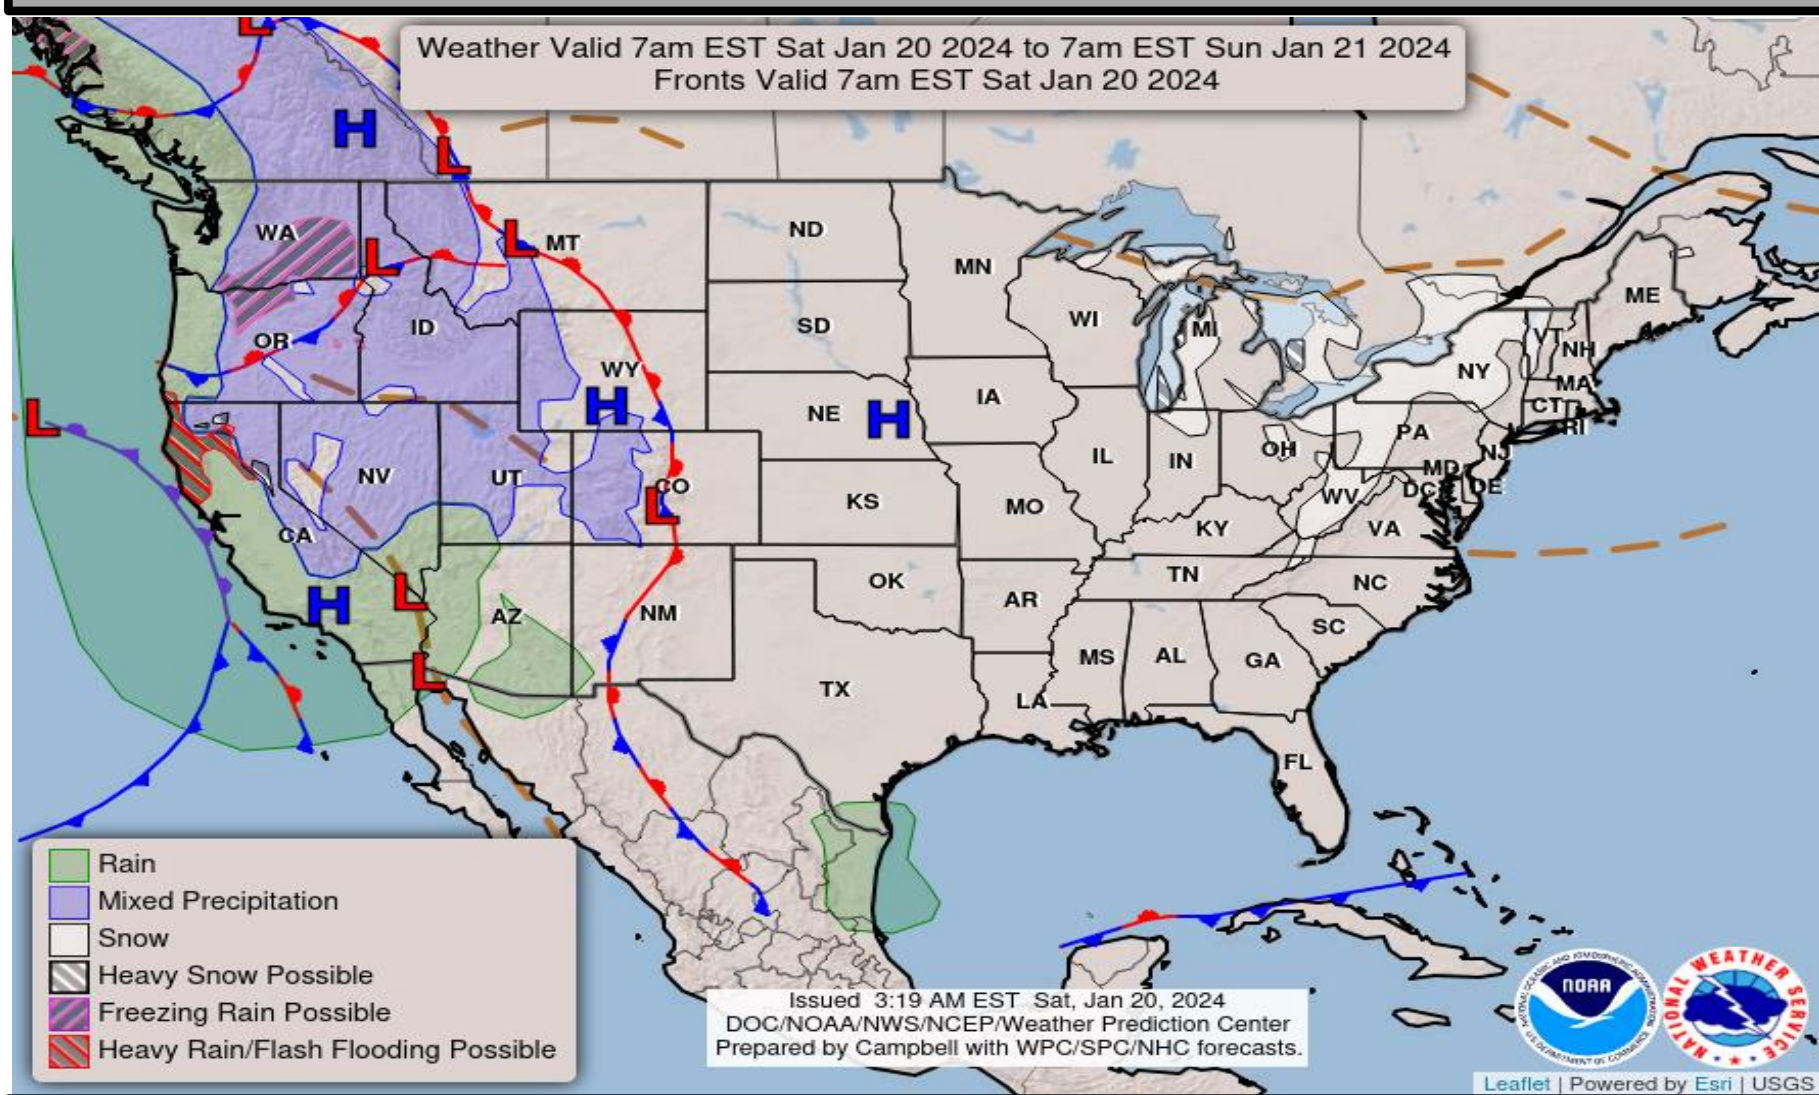 Weather Valid 7am EST Sat Jan 20 2024 to 7am EST Sun Jan 21 2024
Fronts Valid 7am EST Sat Jan 20 2024
L
H
L
WA
L
L
MT
ND
MN
ME
OR
ID
SD
WI
MI
VT
NH
WY
NY
MA
L
H
NE
H
IA
CT
RI
PA
OH
NJ
NV
UT
CO
IL
IN
MD
DC
DE
WV
L
KS
MO
KY
VA
CA
H
L
AZ
NM
OK
AR
TN
NC
SC
L
TX
MS
AL
GA
LA
FL
Rain
Mixed Precipitation
Snow
Heavy Snow Possible
Freezing Rain Possible
Heavy Rain/Flash Flooding Possible
Issued 3:19 AM EST Sat, Jan 20, 2024
DOC/NOAA/NWS/NCEP/Weather Prediction Center
Prepared by Campbell with WPC/SPC/NHC forecasts.
NOAA
NATIONAL WEATHER SERVICE
Leaflet | Powered by Esri | USGS